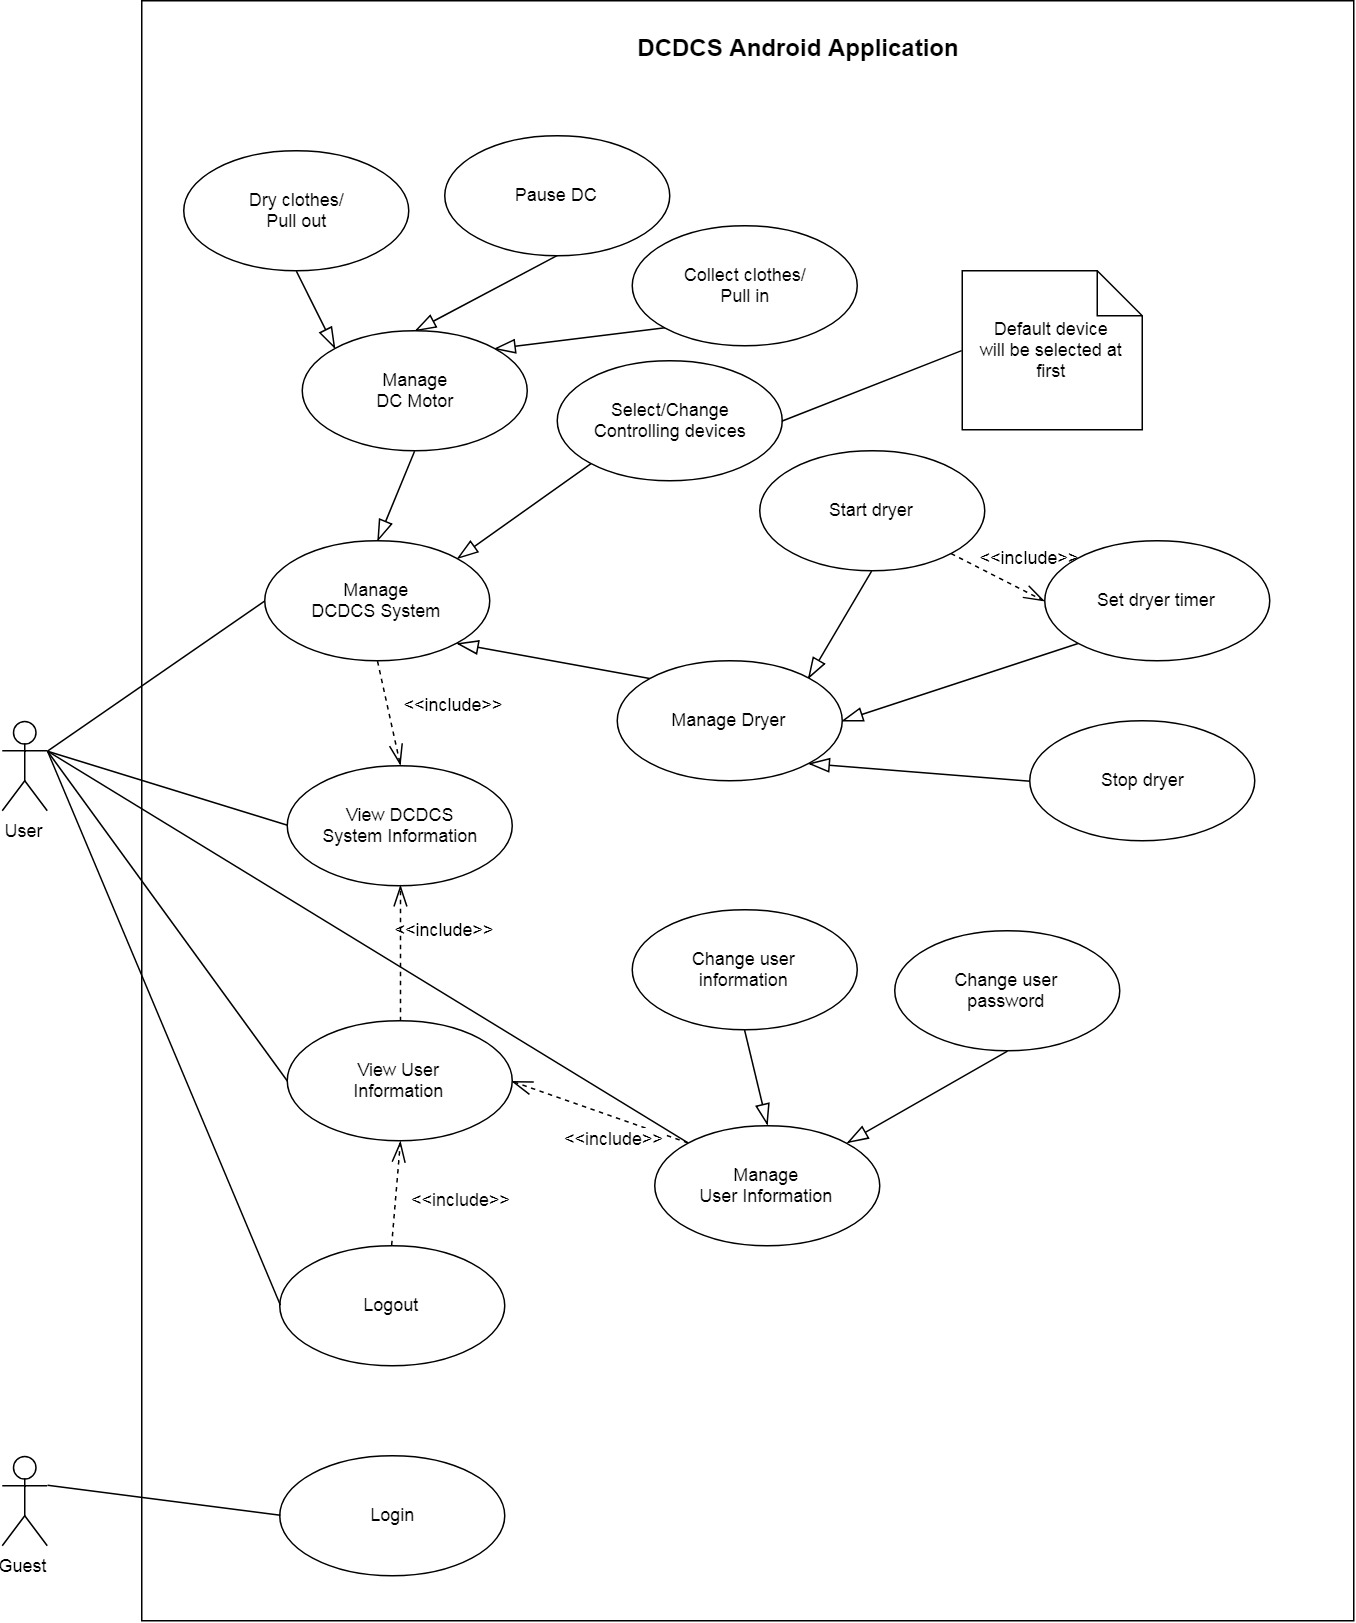 DCDCS Android Application
Dry clothes/
Pull out
Pause DC
Collect clothes/
Pull in
Default device
will be selected at
first
Manage
DC Motor
Select/Change
Controlling devices
Start dryer
<<include>>
Set dryer timer
Manage
DCDCS System
<<include>>
Manage Dryer
Stop dryer
User
View DCDCS
System Information
<<include>>
Change user
information
Change user
password
View User
Information
<<include>>
Manage
User Information
<<include>>
Logout
Login
Guest